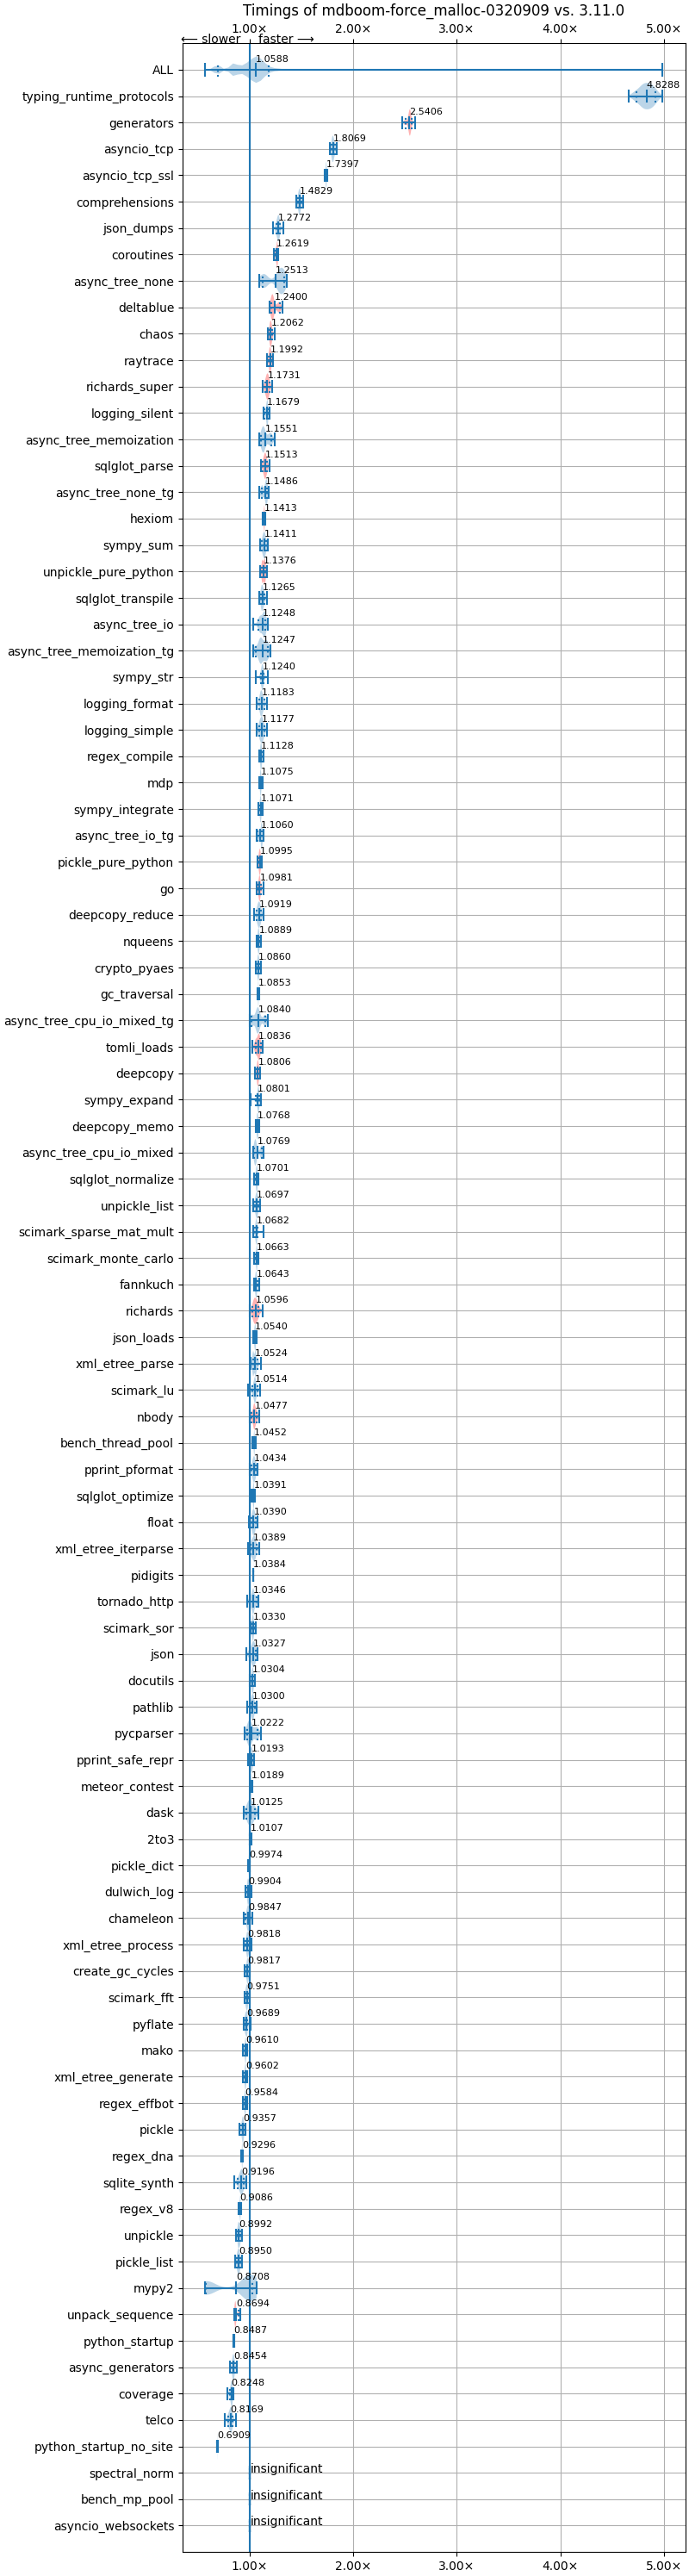 Timings of mdboom-force_malloc-0320909 vs. 3.11.0
1.00× 2.00× 3.00× 4.00× 5.00×
⟵ slower faster ⟶
ALL 1.0588
typing_runtime_protocols 4.8288
generators 2.5406
asyncio_tcp 1.8069
asyncio_tcp_ssl 1.7397
comprehensions 1.4829
json_dumps 1.2772
coroutines 1.2619
async_tree_none 1.2513
deltablue 1.2400
chaos 1.2062
raytrace 1.1992
richards_super 1.1731
logging_silent 1.1679
async_tree_memoization 1.1551
sqlglot_parse 1.1513
async_tree_none_tg 1.1486
hexiom 1.1413
sympy_sum 1.1411
unpickle_pure_python 1.1376
sqlglot_transpile 1.1265
async_tree_io 1.1248
async_tree_memoization_tg 1.1247
sympy_str 1.1240
logging_format 1.1183
logging_simple 1.1177
regex_compile 1.1128
mdp 1.1075
sympy_integrate 1.1071
async_tree_io_tg 1.1060
pickle_pure_python 1.0995
go 1.0981
deepcopy_reduce 1.0919
nqueens 1.0889
crypto_pyaes 1.0860
gc_traversal 1.0853
async_tree_cpu_io_mixed_tg 1.0840
tomli_loads 1.0836
deepcopy 1.0806
sympy_expand 1.0801
deepcopy_memo 1.0768
async_tree_cpu_io_mixed 1.0769
sqlglot_normalize 1.0701
unpickle_list 1.0697
scimark_sparse_mat_mult 1.0682
scimark_monte_carlo 1.0663
fannkuch 1.0643
richards 1.0596
json_loads 1.0540
xml_etree_parse 1.0524
scimark_lu 1.0514
nbody 1.0477
bench_thread_pool 1.0452
pprint_pformat 1.0434
sqlglot_optimize 1.0391
float 1.0390
xml_etree_iterparse 1.0389
pidigits 1.0384
tornado_http 1.0346
scimark_sor 1.0330
json 1.0327
docutils 1.0304
pathlib 1.0300
pycparser 1.0222
pprint_safe_repr 1.0193
meteor_contest 1.0189
dask 1.0125
2to3 1.0107
pickle_dict 0.9974
dulwich_log 0.9904
chameleon 0.9847
xml_etree_process 0.9818
create_gc_cycles 0.9817
scimark_fft 0.9751
pyflate 0.9689
mako 0.9610
xml_etree_generate 0.9602
regex_effbot 0.9584
pickle 0.9357
regex_dna 0.9296
sqlite_synth 0.9196
regex_v8 0.9086
unpickle 0.8992
pickle_list 0.8950
mypy2 0.8708
unpack_sequence 0.8694
python_startup 0.8487
async_generators 0.8454
coverage 0.8248
telco 0.8169
python_startup_no_site 0.6909
spectral_norm insignificant
bench_mp_pool insignificant
asyncio_websockets insignificant
1.00× 2.00× 3.00× 4.00× 5.00×